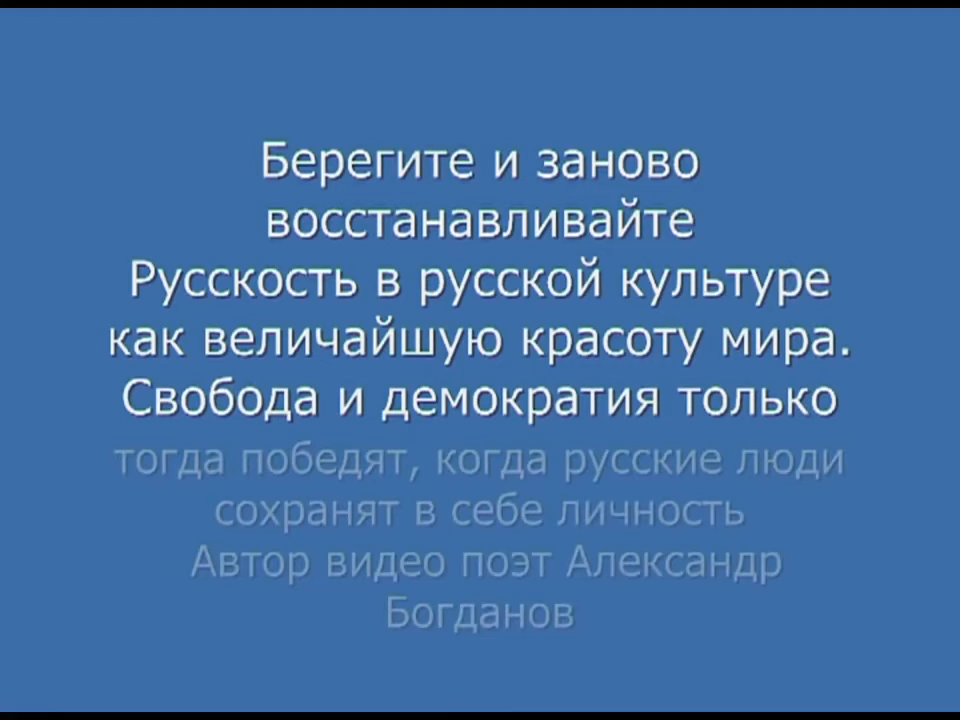 Берегите и заново
восстанавливайте
Русскость в русской культуре
как величайшую красоту мира.
Свобода и демократия только
тогда победят, когда русские люди
сохранят в себе личность
Автор видео поэт Александр
Богданов